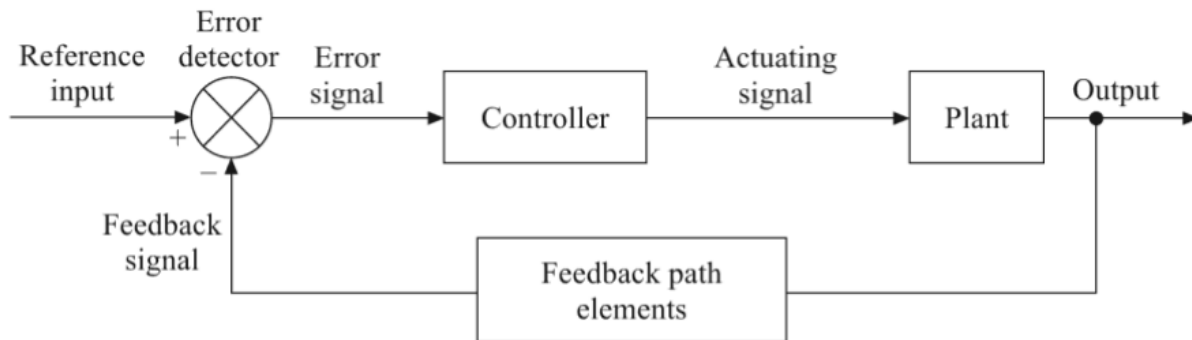 Reference
input
Error
detector
+
−
Error
signal
Controller
Actuating
signal
Plant
Output
Feedback
signal
Feedback path
elements